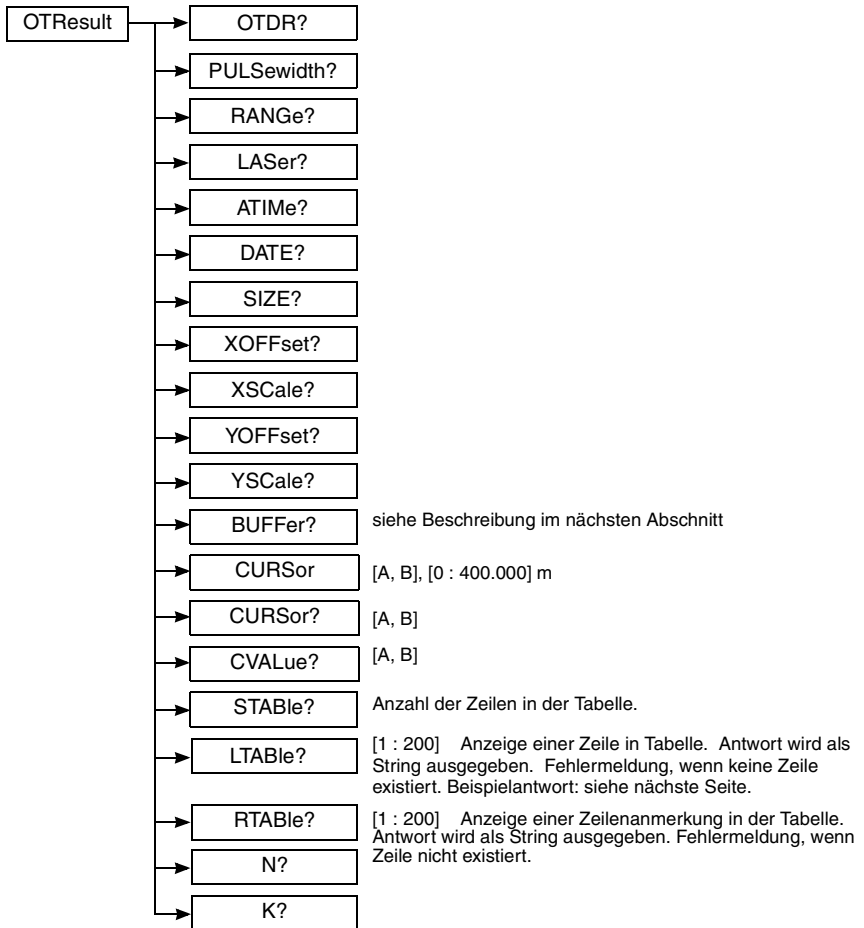 OTResult
OTDR?
PULSewidth?
RANGe?
LASer?
ATIMe?
DATE?
SIZE?
XOFFset?
XSCale?
YOFFset?
YSCale?
BUFFer? siehe Beschreibung im nächsten Abschnitt
CURSor [A, B], [0 : 400.000] m
CURSor? [A, B]
CVALue? [A, B]
STABle? Anzahl der Zeilen in der Tabelle.
LTABle? [1 : 200] Anzeige einer Zeile in Tabelle. Antwort wird als
String ausgegeben. Fehlermeldung, wenn keine Zeile
existiert. Beispielantwort: siehe nächste Seite.
RTABle? [1 : 200] Anzeige einer Zeilenanmerkung in der Tabelle.
Antwort wird als String ausgegeben. Fehlermeldung, wenn
Zeile nicht existiert.
N?
K?